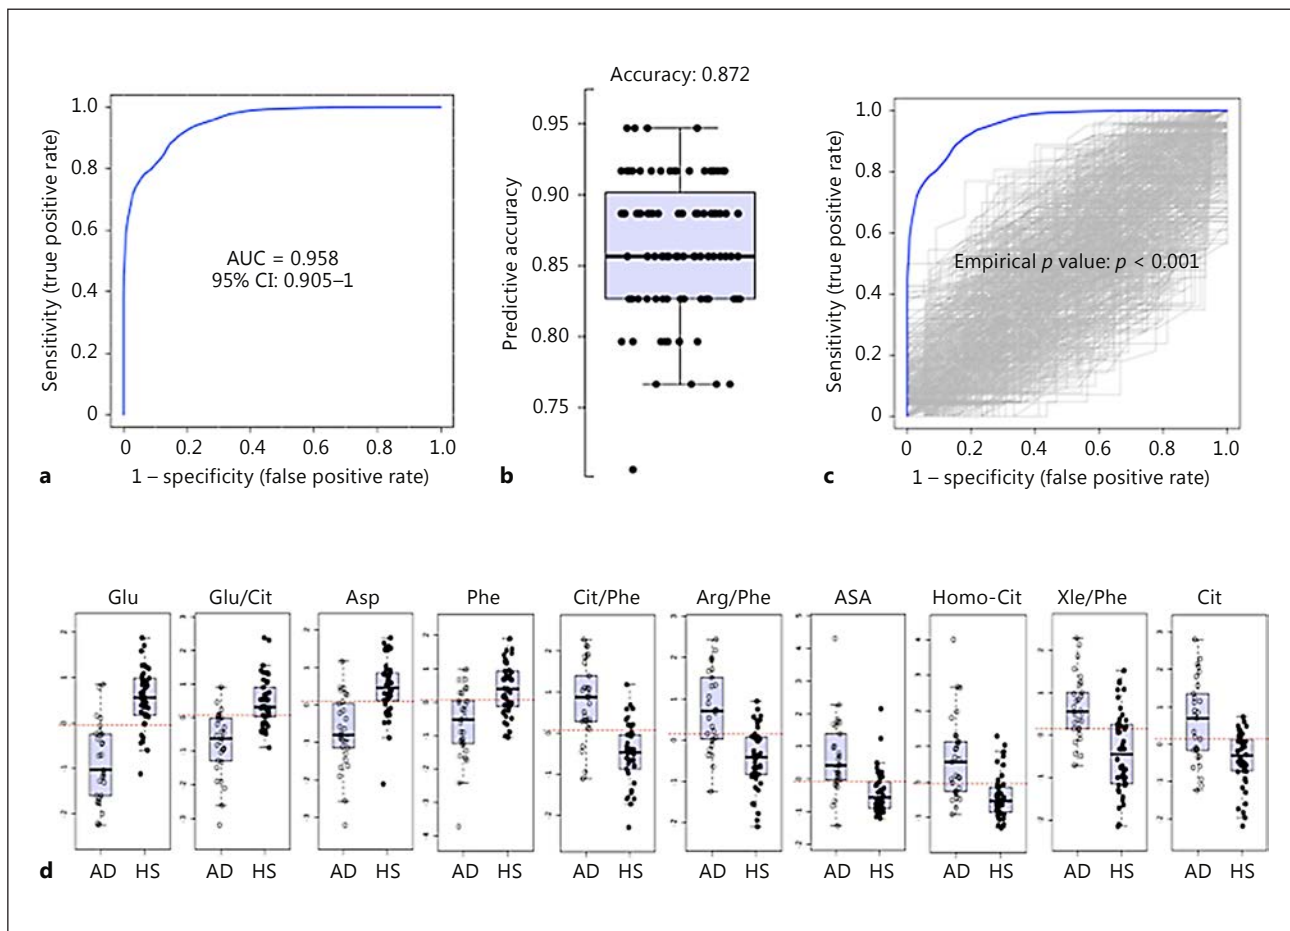 1.0
0.8
0.6
0.4
0.2
0
0 0.2 0.4 0.6 0.8 1.0
Sensitivity (true positive rate)
1 – specificity (false positive rate)
AUC = 0.958
95% CI: 0.905–1
a
Accuracy: 0.872
0.95
0.90
0.85
0.80
0.75
Predictive accuracy
b
1.0
0.8
0.6
0.4
0.2
0
0 0.2 0.4 0.6 0.8 1.0
Sensitivity (true positive rate)
1 – specificity (false positive rate)
Empirical p value: p < 0.001
c
Glu Glu/Cit Asp Phe Cit/Phe Arg/Phe ASA Homo-Cit Xle/Phe Cit
AD HS AD HS AD HS AD HS AD HS AD HS AD HS AD HS AD HS AD HS
d